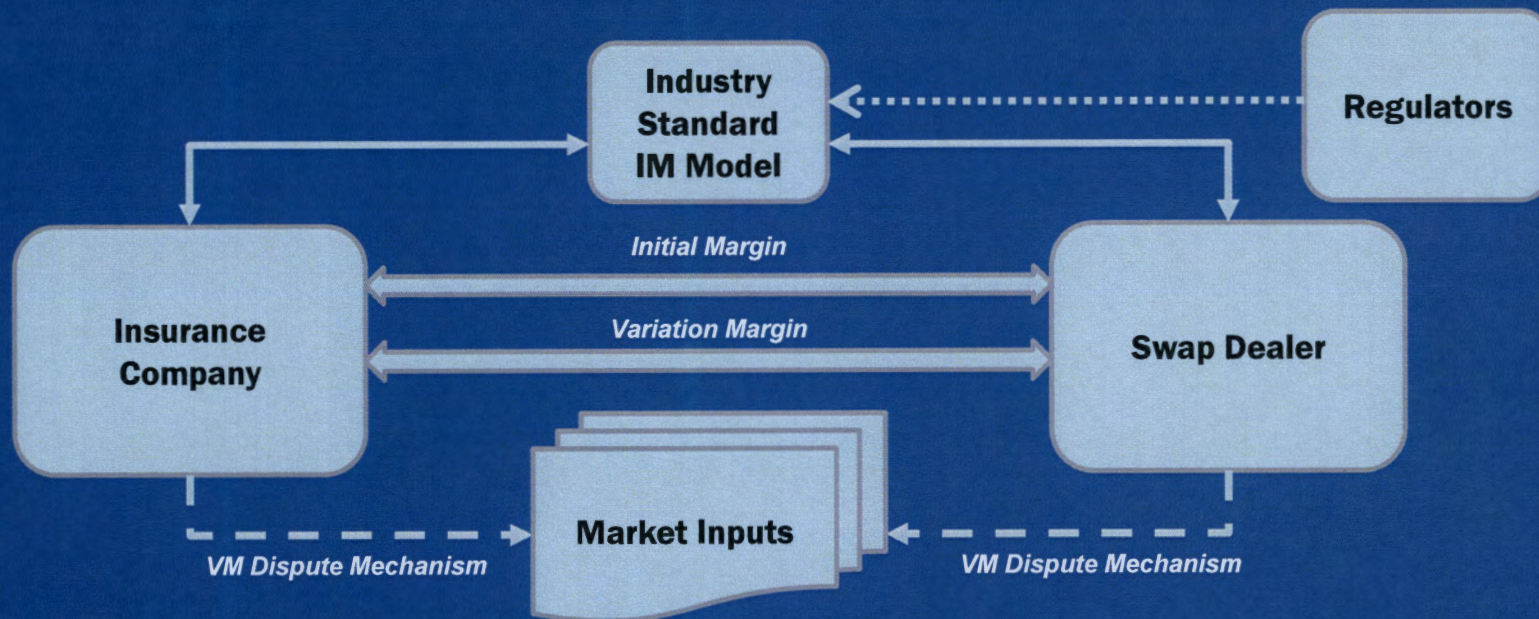 Industry
Standard
IM Model
Regulators
Initial Margin
Insurance
Company
Variation Margin
Swap Dealer
Market Inputs
VM Dispute Mechanism
VM Dispute Mechanism